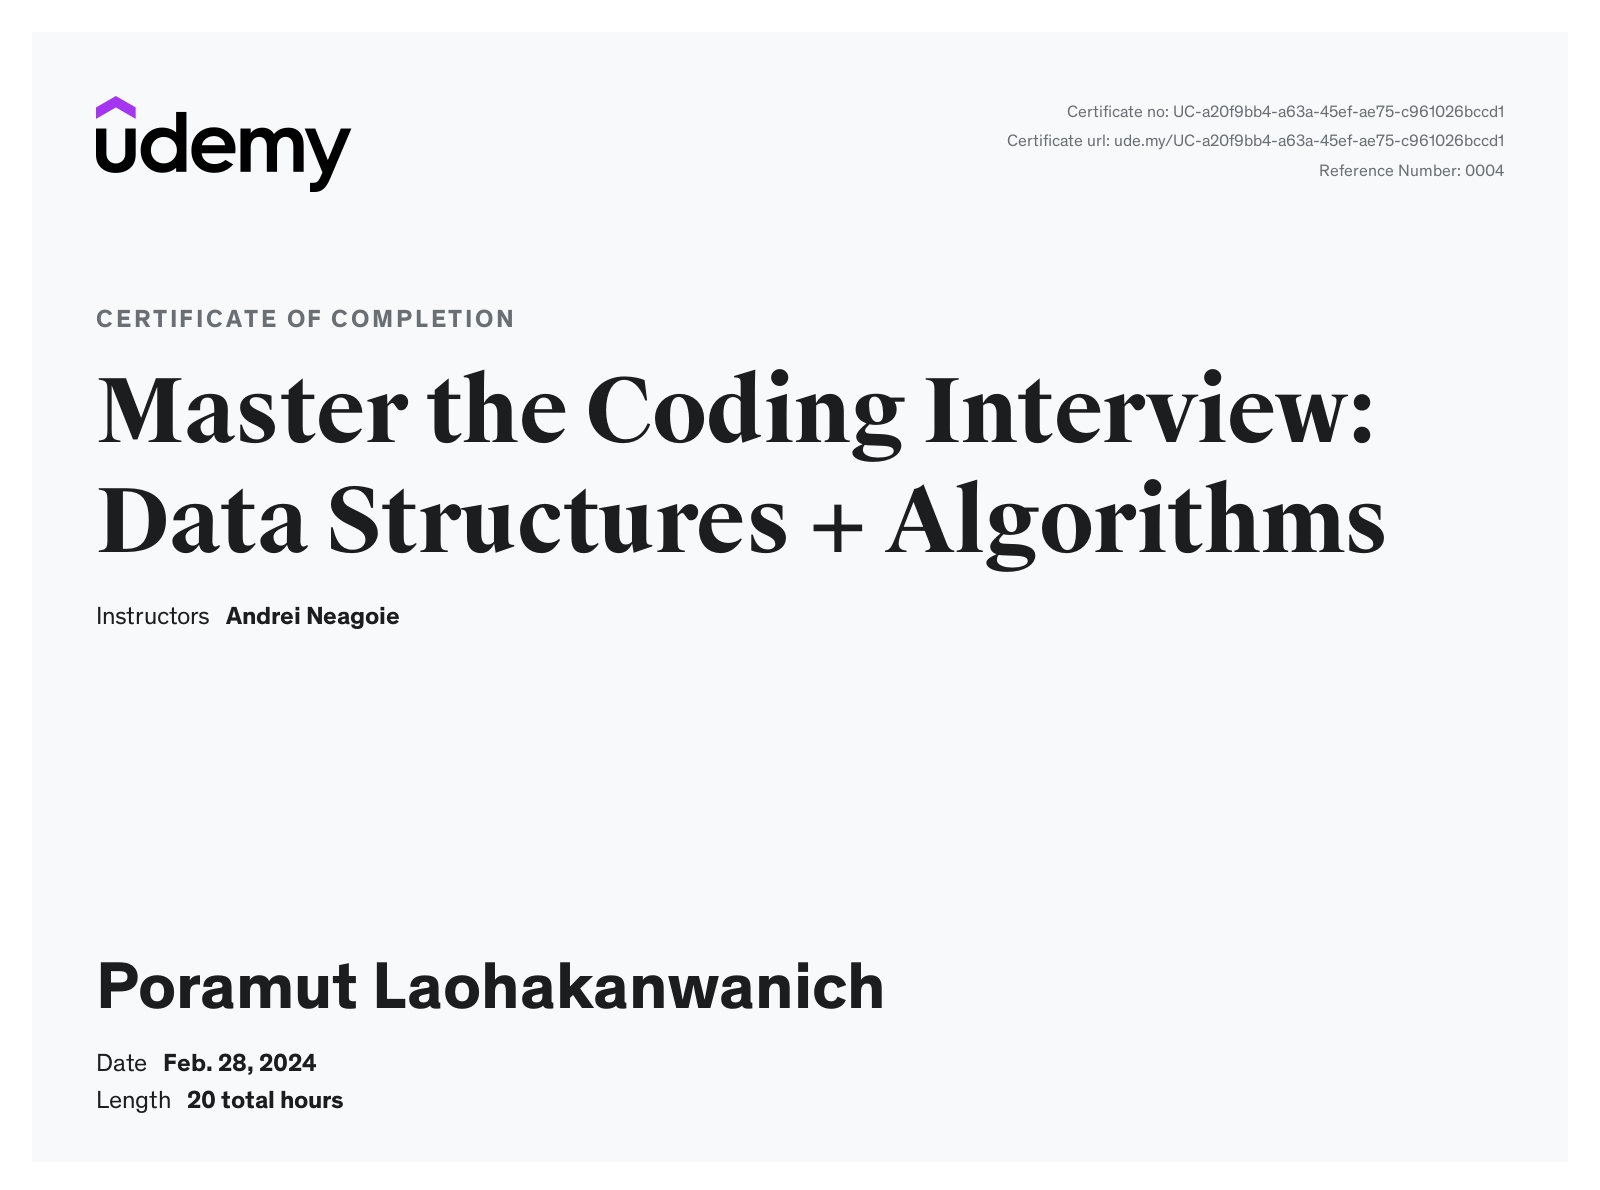 udemy
Certificate no: UC-a20f9bb4-a63a-45ef-ae75-c961026bccd1
Certificate url: ude.my/UC-a20f9bb4-a63a-45ef-ae75-c961026bccd1
Reference Number: 0004
CERTIFICATE OF COMPLETION
Master the Coding Interview:
Data Structures + Algorithms
Instructors Andrei Neagoie
Poramut Laohakanwanich
Date Feb. 28, 2024
Length 20 total hours